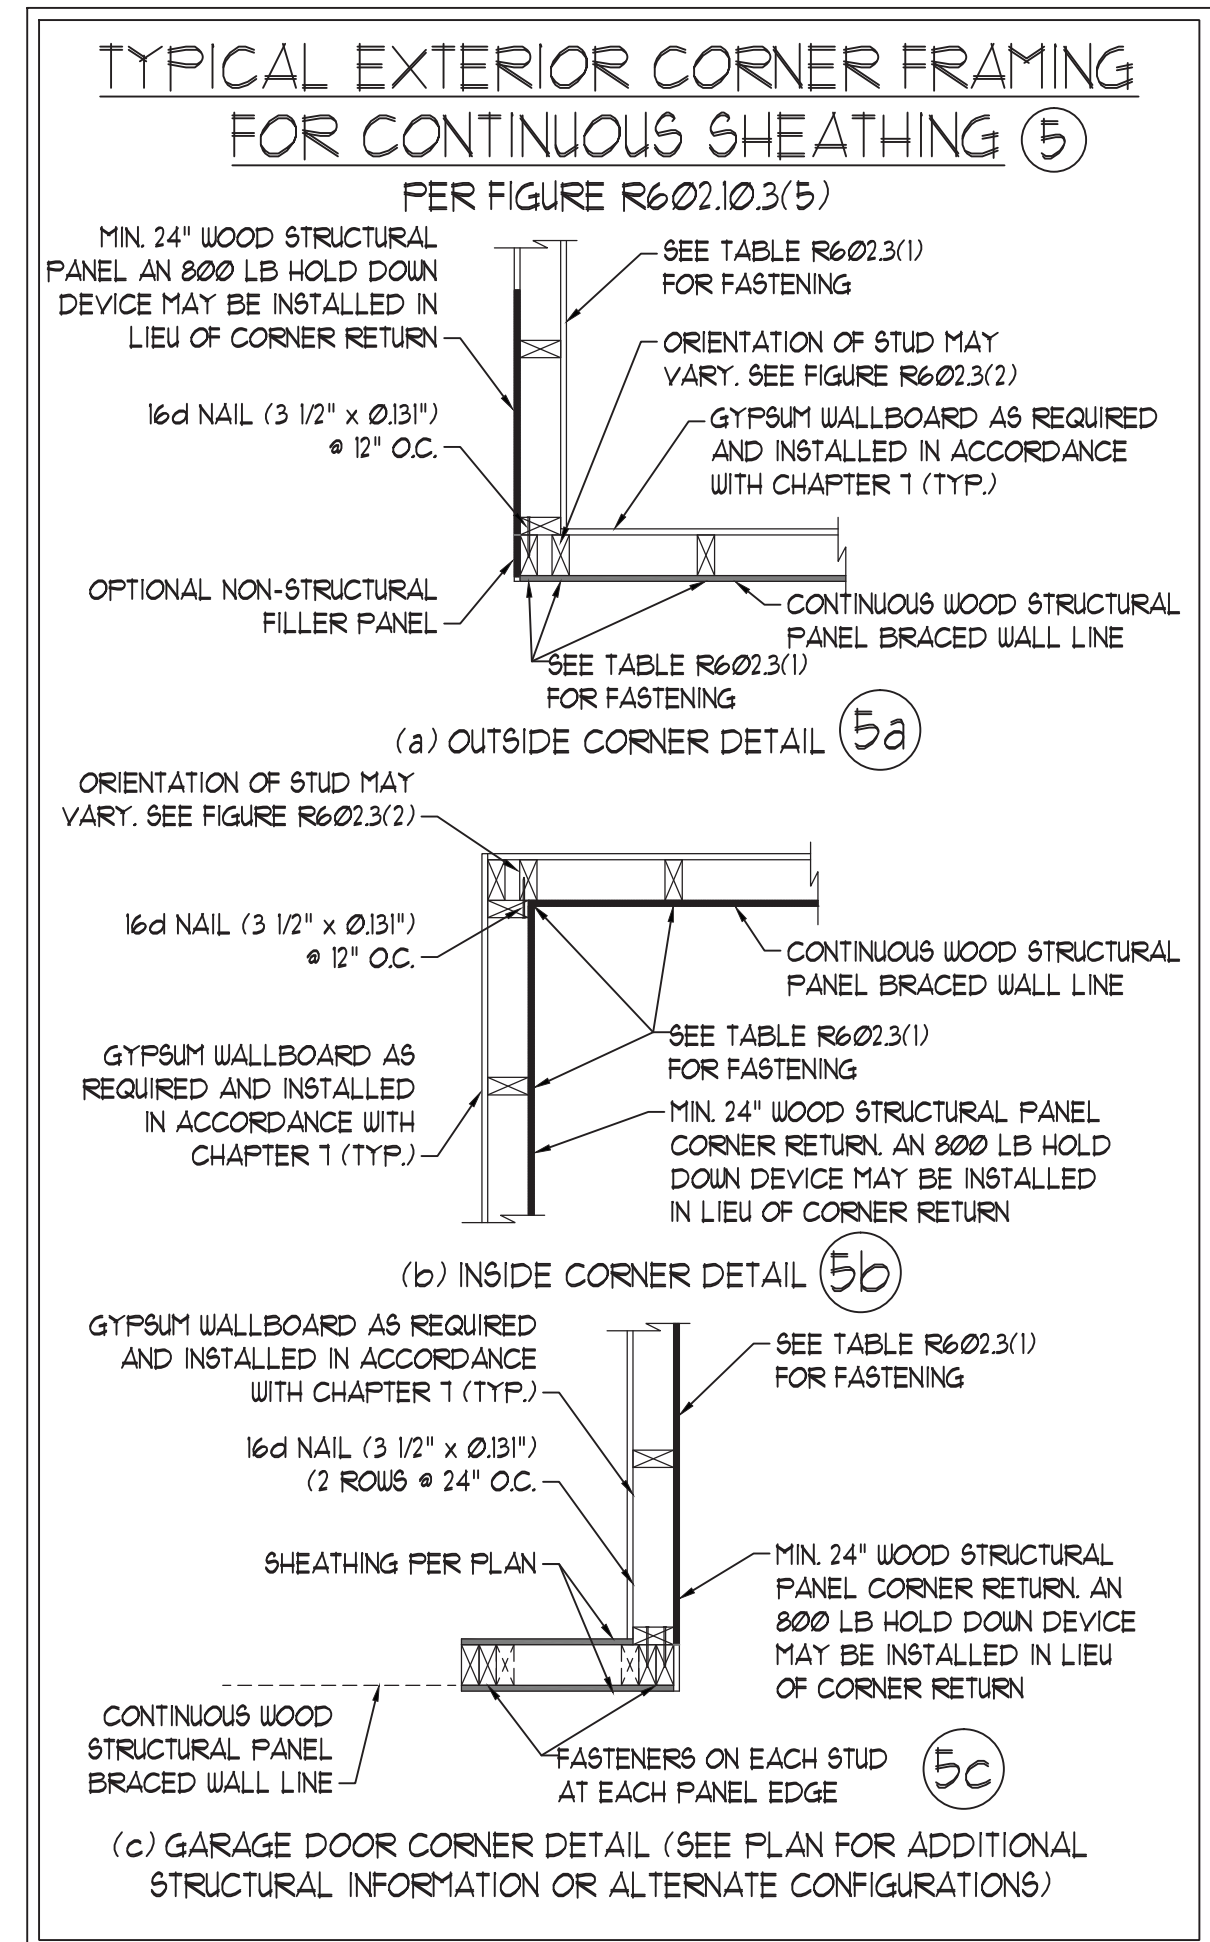 TYPICAL EXTERIOR CORNER FRAMING
FOR CONTINUOUS SHEATHING 5
PER FIGURE R602.10.3(5)
MIN. 24" WOOD STRUCTURAL
PANEL AN 800 LB HOLD DOWN
DEVICE MAY BE INSTALLED IN
LIEU OF CORNER RETURN
SEE TABLE R602.3(1)
FOR FASTENING
ORIENTATION OF STUD MAY
VARY. SEE FIGURE R602.3(2)
16d NAIL (3 1/2" x 0.131")
@ 12" O.C.
GYPSUM WALLBOARD AS REQUIRED
AND INSTALLED IN ACCORDANCE
WITH CHAPTER 7 (TYP.)
OPTIONAL NON-STRUCTURAL
FILLER PANEL
CONTINUOUS WOOD STRUCTURAL
PANEL BRACED WALL LINE
SEE TABLE R602.3(1)
FOR FASTENING
(a) OUTSIDE CORNER DETAIL 5a
ORIENTATION OF STUD MAY
VARY. SEE FIGURE R602.3(2)
16d NAIL (3 1/2" x 0.131")
@ 12" O.C.
CONTINUOUS WOOD STRUCTURAL
PANEL BRACED WALL LINE
SEE TABLE R602.3(1)
FOR FASTENING
GYPSUM WALLBOARD AS
REQUIRED AND INSTALLED
IN ACCORDANCE WITH
CHAPTER 7 (TYP.)
MIN. 24" WOOD STRUCTURAL PANEL
CORNER RETURN. AN 800 LB HOLD
DOWN DEVICE MAY BE INSTALLED
IN LIEU OF CORNER RETURN
(b) INSIDE CORNER DETAIL 5b
GYPSUM WALLBOARD AS REQUIRED
AND INSTALLED IN ACCORDANCE
WITH CHAPTER 7 (TYP.)
SEE TABLE R602.3(1)
FOR FASTENING
16d NAIL (3 1/2" x 0.131")
(2 ROWS @ 24" O.C.
SHEATHING PER PLAN
MIN. 24" WOOD STRUCTURAL
PANEL CORNER RETURN. AN
800 LB HOLD DOWN DEVICE
MAY BE INSTALLED IN LIEU
OF CORNER RETURN
CONTINUOUS WOOD
STRUCTURAL PANEL
BRACED WALL LINE
FASTENERS ON EACH STUD
AT EACH PANEL EDGE
5c
(c) GARAGE DOOR CORNER DETAIL (SEE PLAN FOR ADDITIONAL
STRUCTURAL INFORMATION OR ALTERNATE CONFIGURATIONS)